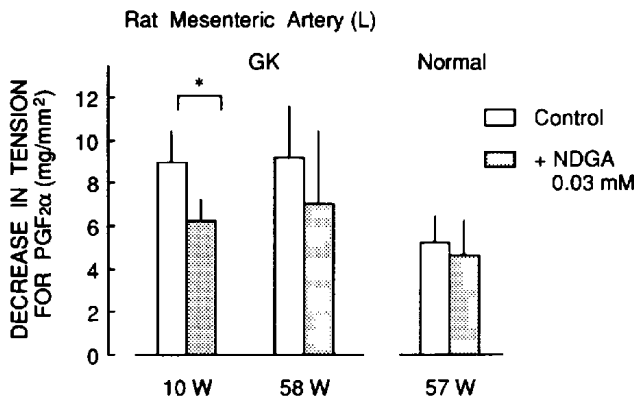 Rat Mesenteric Artery (L)
GK
Normal
*
DECREASE IN TENSION
FOR PGF2α (mg/mm²)
12
10
8
6
4
2
0
Control
+ NDGA
0.03 mM
10 W
58 W
57 W